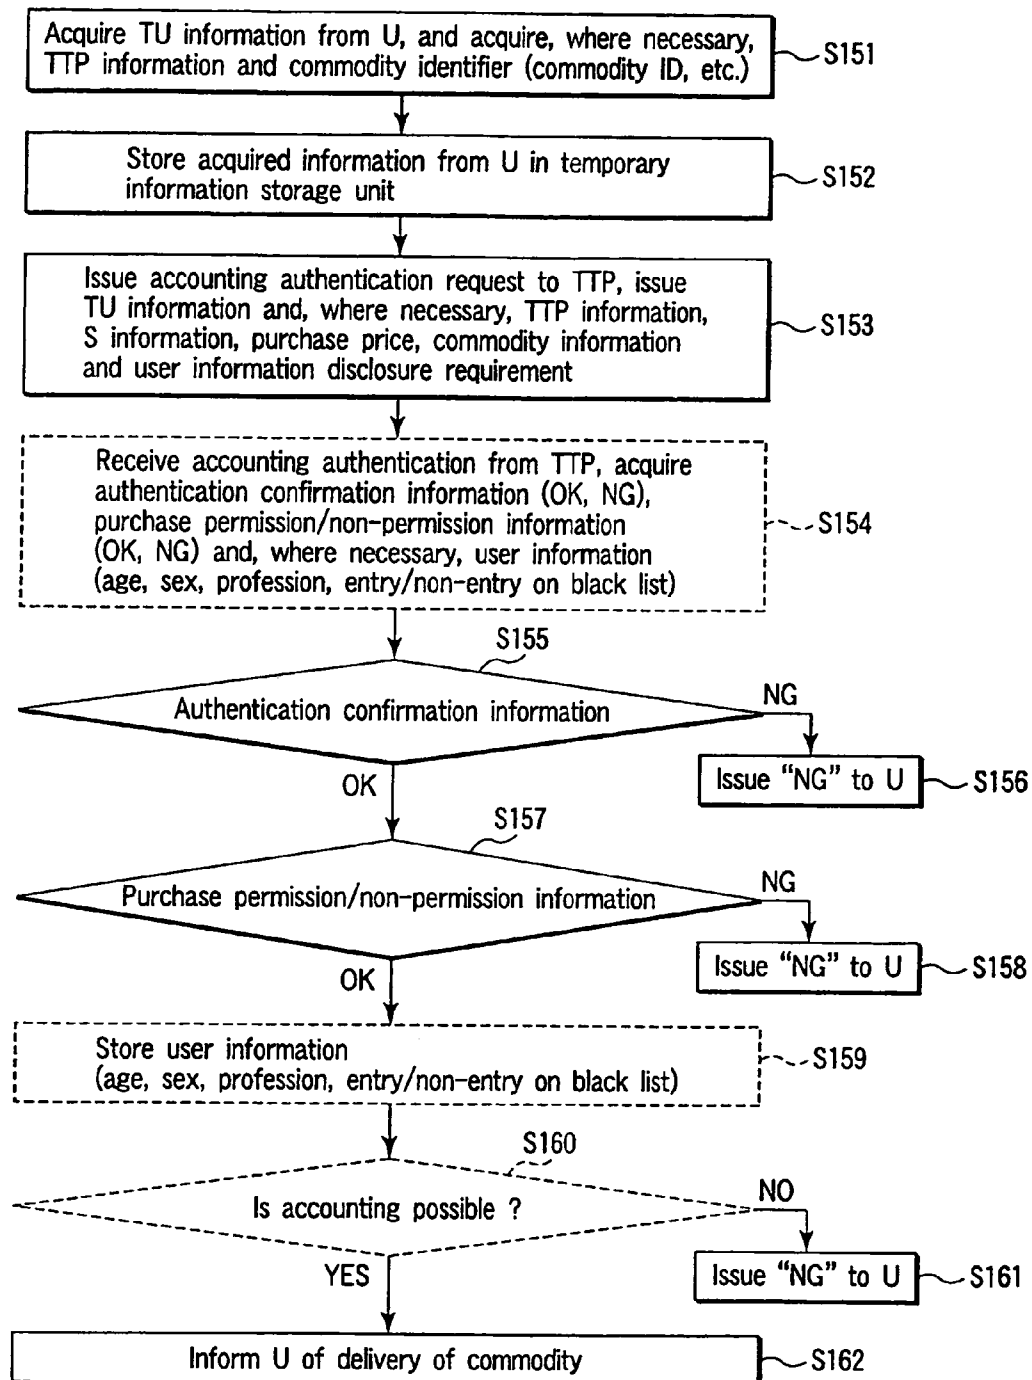 Acquire TU information from U, and acquire, where necessary,
TTP information and commodity identifier (commodity ID, etc.)
S151
Store acquired information from U in temporary
information storage unit
S152
Issue accounting authentication request to TTP, issue
TU information and, where necessary, TTP information,
S information, purchase price, commodity information
and user information disclosure requirement
S153
Receive accounting authentication from TTP, acquire
authentication confirmation information (OK, NG),
purchase permission/non-permission information
(OK, NG) and, where necessary, user information
(age, sex, profession, entry/non-entry on black list)
S154
S155
Authentication confirmation information
NG
Issue “NG” to U
S156
OK
S157
Purchase permission/non-permission information
NG
Issue “NG” to U
S158
OK
Store user information
(age, sex, profession, entry/non-entry on black list)
S159
S160
Is accounting possible ?
NO
Issue “NG” to U
S161
YES
Inform U of delivery of commodity
S162